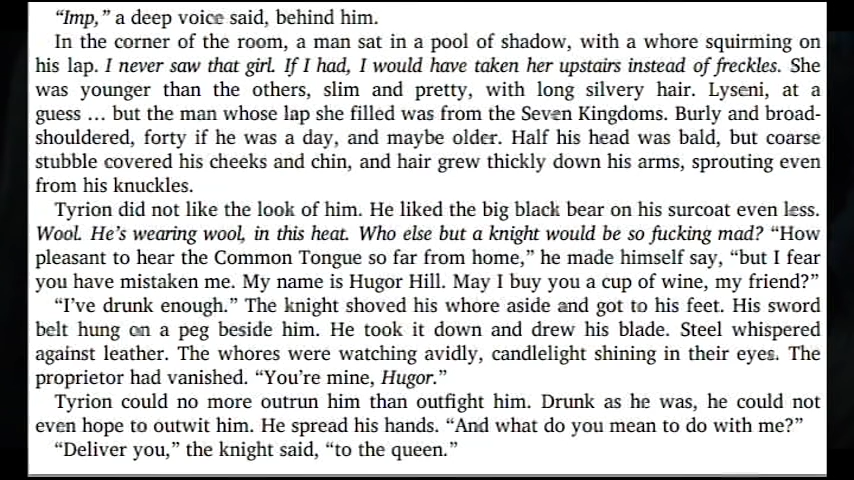 “Imp,” a deep voice said, behind him.
In the corner of the room, a man sat in a pool of shadow, with a whore squirming on
his lap. I never saw that girl. If I had, I would have taken her upstairs instead of freckles. She
was younger than the others, slim and pretty, with long silvery hair. Lyseni, at a
guess … but the man whose lap she filled was from the Seven Kingdoms. Burly and broad-
shouldered, forty if he was a day, and maybe older. Half his head was bald, but coarse
stubble covered his cheeks and chin, and hair grew thickly down his arms, sprouting even
from his knuckles.
Tyrion did not like the look of him. He liked the big black bear on his surcoat even less.
Wool. He’s wearing wool, in this heat. Who else but a knight would be so fucking mad? “How
pleasant to hear the Common Tongue so far from home,” he made himself say, “but I fear
you have mistaken me. My name is Hugor Hill. May I buy you a cup of wine, my friend?”
“I’ve drunk enough.” The knight shoved his whore aside and got to his feet. His sword
belt hung on a peg beside him. He took it down and drew his blade. Steel whispered
against leather. The whores were watching avidly, candlelight shining in their eyes. The
proprietor had vanished. “You’re mine, Hugor.”
Tyrion could no more outrun him than outfight him. Drunk as he was, he could not
even hope to outwit him. He spread his hands. “And what do you mean to do with me?”
“Deliver you,” the knight said, “to the queen.”